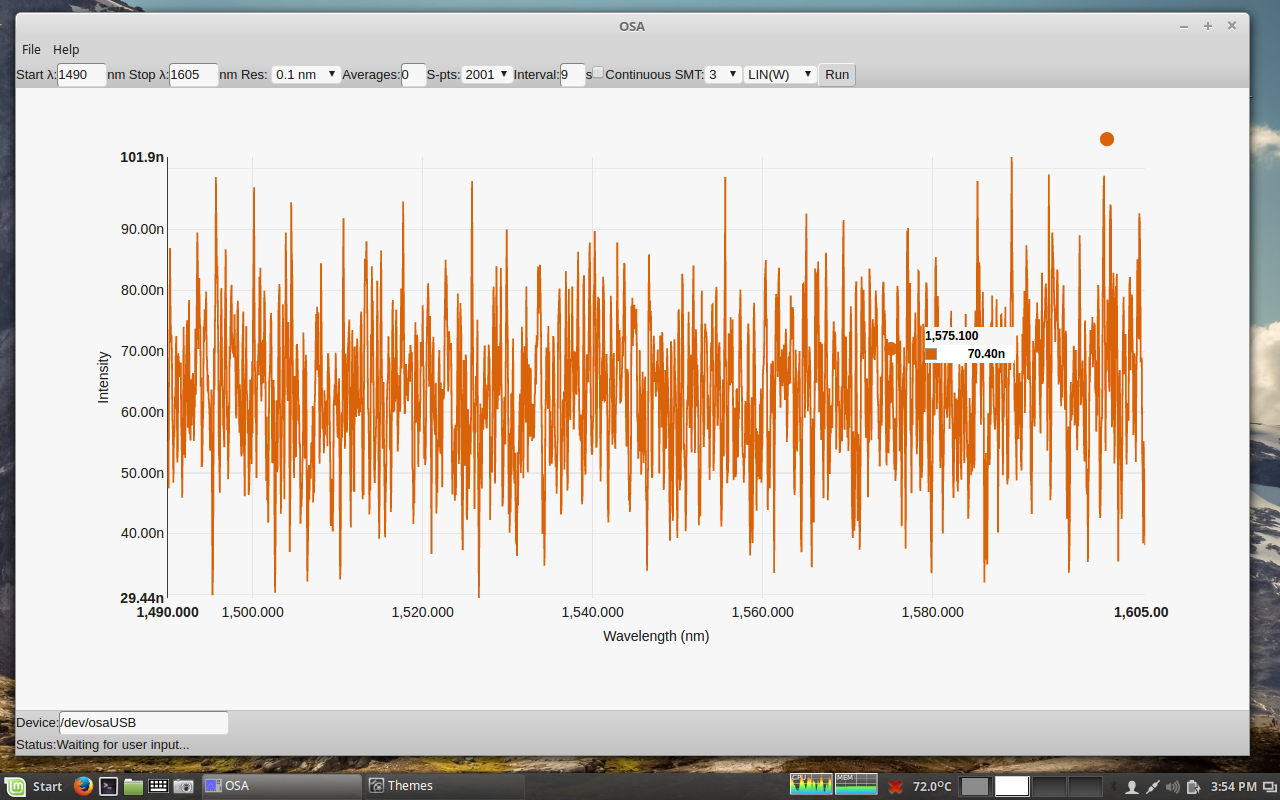 OSA
File Help
Start λ: 1490 nm Stop λ: 1605 nm Res: 0.1 nm Averages: 0 S-pts: 2001 Interval: 9 s Continuous SMT: 3 LIN(W) Run
101.9n
90.00n
80.00n
70.00n
60.00n
50.00n
40.00n
29.44n
Intensity
1,575.100
70.40n
1,490.000 1,500.000 1,520.000 1,540.000 1,560.000 1,580.000 1,605.00
Wavelength (nm)
Device: /dev/osaUSB
Status:Waiting for user input...
Start OSA Themes CPU MEM 72.0°C 3:54 PM